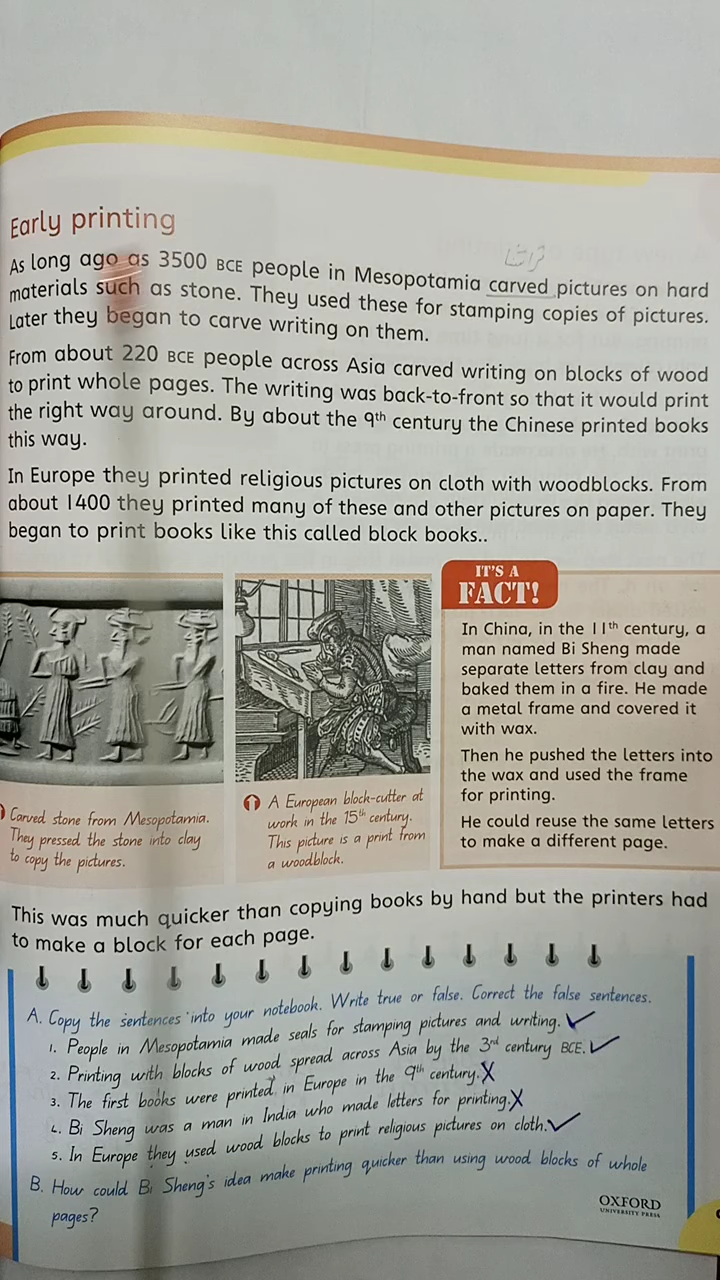 Early printing
As long ago as 3500 BCE people in Mesopotamia carved pictures on hard
materials such as stone. They used these for stamping copies of pictures.
Later they began to carve writing on them.
From about 220 BCE people across Asia carved writing on blocks of wood
to print whole pages. The writing was back-to-front so that it would print
the right way around. By about the 9th century the Chinese printed books
this way.
In Europe they printed religious pictures on cloth with woodblocks. From
about 1400 they printed many of these and other pictures on paper. They
began to print books like this called block books..
IT'S A
FACT!
In China, in the 11th century, a
man named Bi Sheng made
separate letters from clay and
baked them in a fire. He made
a metal frame and covered it
with wax.
Then he pushed the letters into
the wax and used the frame
for printing.
He could reuse the same letters
to make a different page.
Carved stone from Mesopotamia.
They pressed the stone into clay
to copy the pictures.
A European block-cutter at
work in the 15th century.
This picture is a print from
a woodblock.
This was much quicker than copying books by hand but the printers had
to make a block for each page.
A. Copy the sentences into your notebook. Write true or false. Correct the false sentences.
1. People in Mesopotamia made seals for stamping pictures and writing. ✓
2. Printing with blocks of wood spread across Asia by the 3rd century BCE. ✓
3. The first books were printed in Europe in the 9th century. X
4. Bi Sheng was a man in India who made letters for printing. X
5. In Europe they used wood blocks to print religious pictures on cloth. ✓
B. How could Bi Sheng's idea make printing quicker than using wood blocks of whole
pages?
OXFORD
UNIVERSITY PRESS